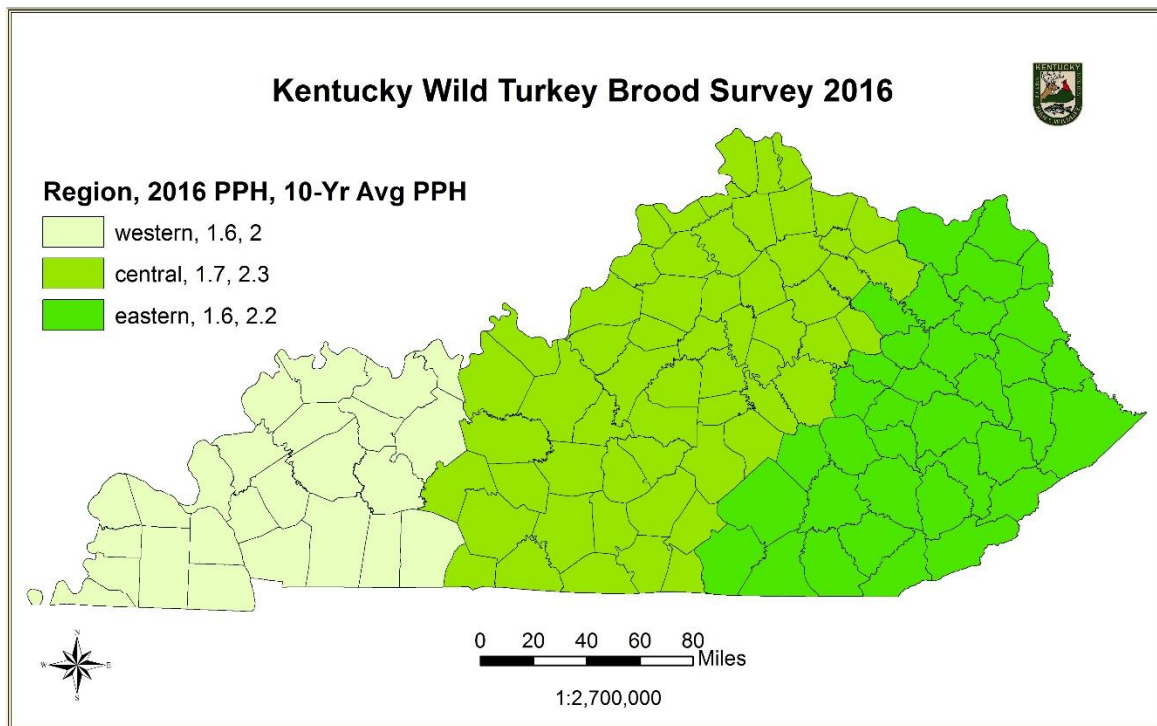 Kentucky Wild Turkey Brood Survey 2016
KENTUCKY
Region, 2016 PPH, 10-Yr Avg PPH
western, 1.6, 2
central, 1.7, 2.3
eastern, 1.6, 2.2
N
W E
S
0 20 40 60 80
Miles
1:2,700,000